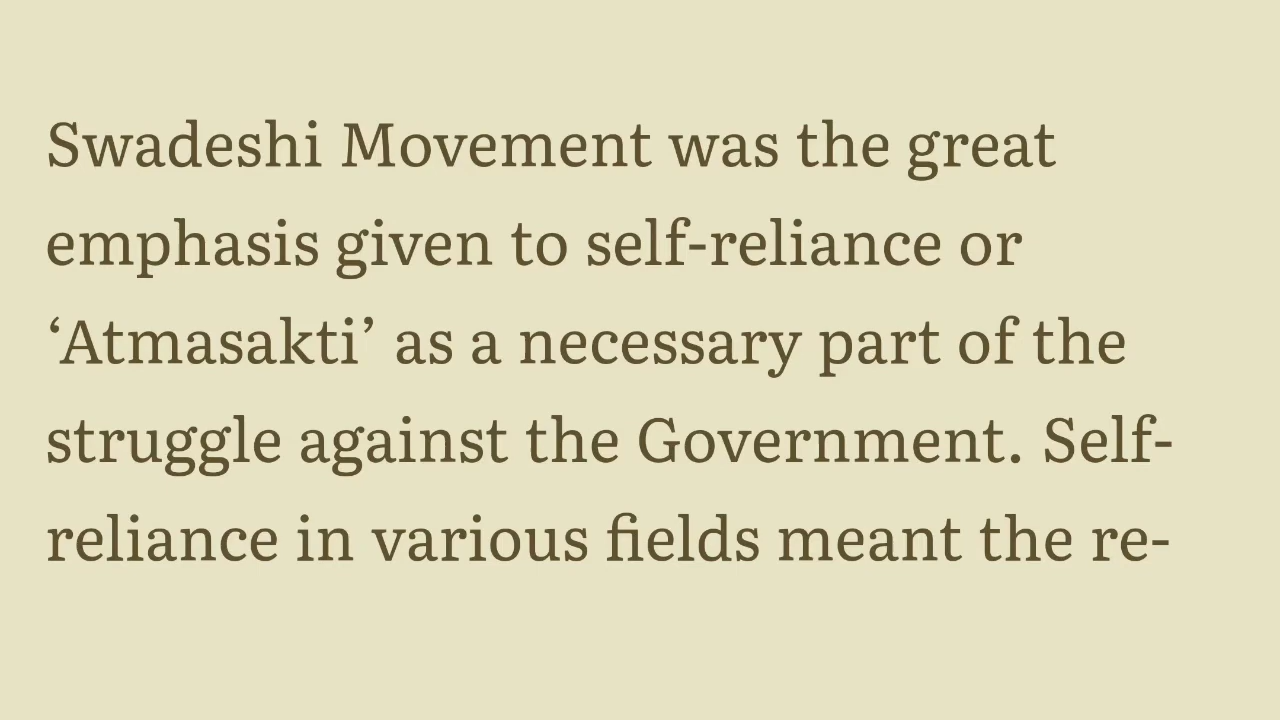 Swadeshi Movement was the great
emphasis given to self-reliance or
‘Atmasakti’ as a necessary part of the
struggle against the Government. Self-
reliance in various fields meant the re-